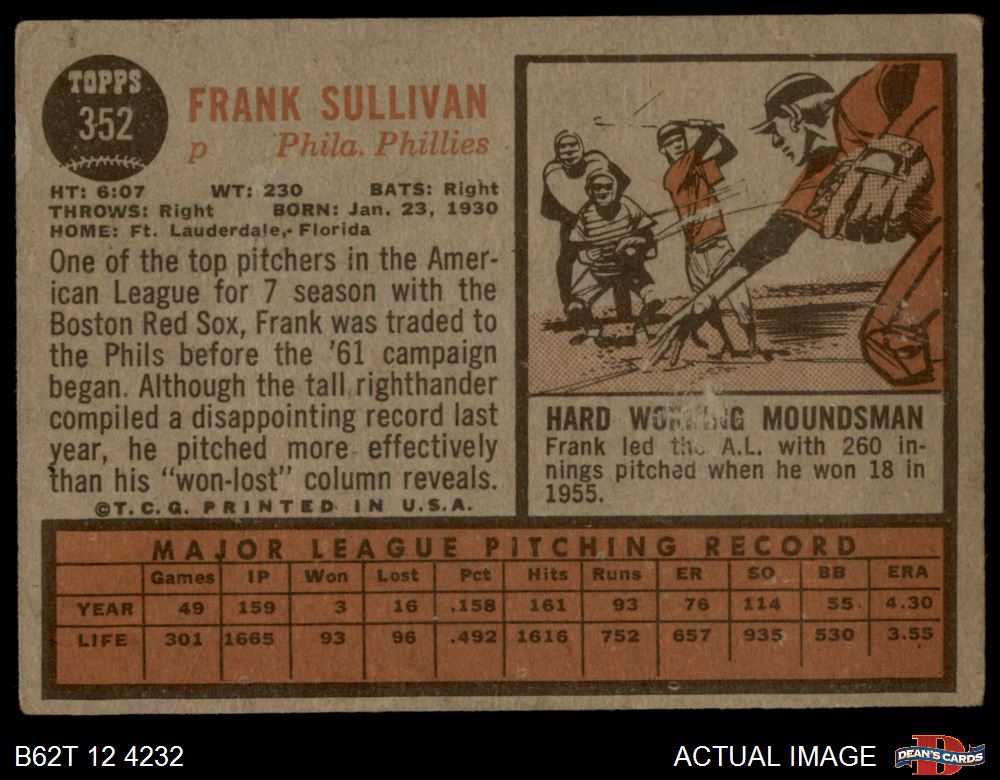 TOPPS
352
FRANK SULLIVAN
p Phila. Phillies
HT: 6:07 WT: 230 BATS: Right
THROWS: Right BORN: Jan. 23, 1930
HOME: Ft. Lauderdale, Florida
One of the top pitchers in the Amer-
ican League for 7 season with the
Boston Red Sox, Frank was traded to
the Phils before the '61 campaign
began. Although the tall righthander
compiled a disappointing record last
year, he pitched more effectively
than his "won-lost" column reveals.
©T.C.G. PRINTED IN U.S.A.
HARD WORKING MOUNDSMAN
Frank led the A.L. with 260 in-
nings pitched when he won 18 in
1955.
MAJOR LEAGUE PITCHING RECORD
Games IP Won Lost Pct Hits Runs ER SO BB ERA
YEAR 49 159 3 16 .158 161 93 76 114 55 4.30
LIFE 301 1665 93 96 .492 1616 752 657 935 530 3.55
B62T 12 4232
ACTUAL IMAGE
DEAN'S CARDS